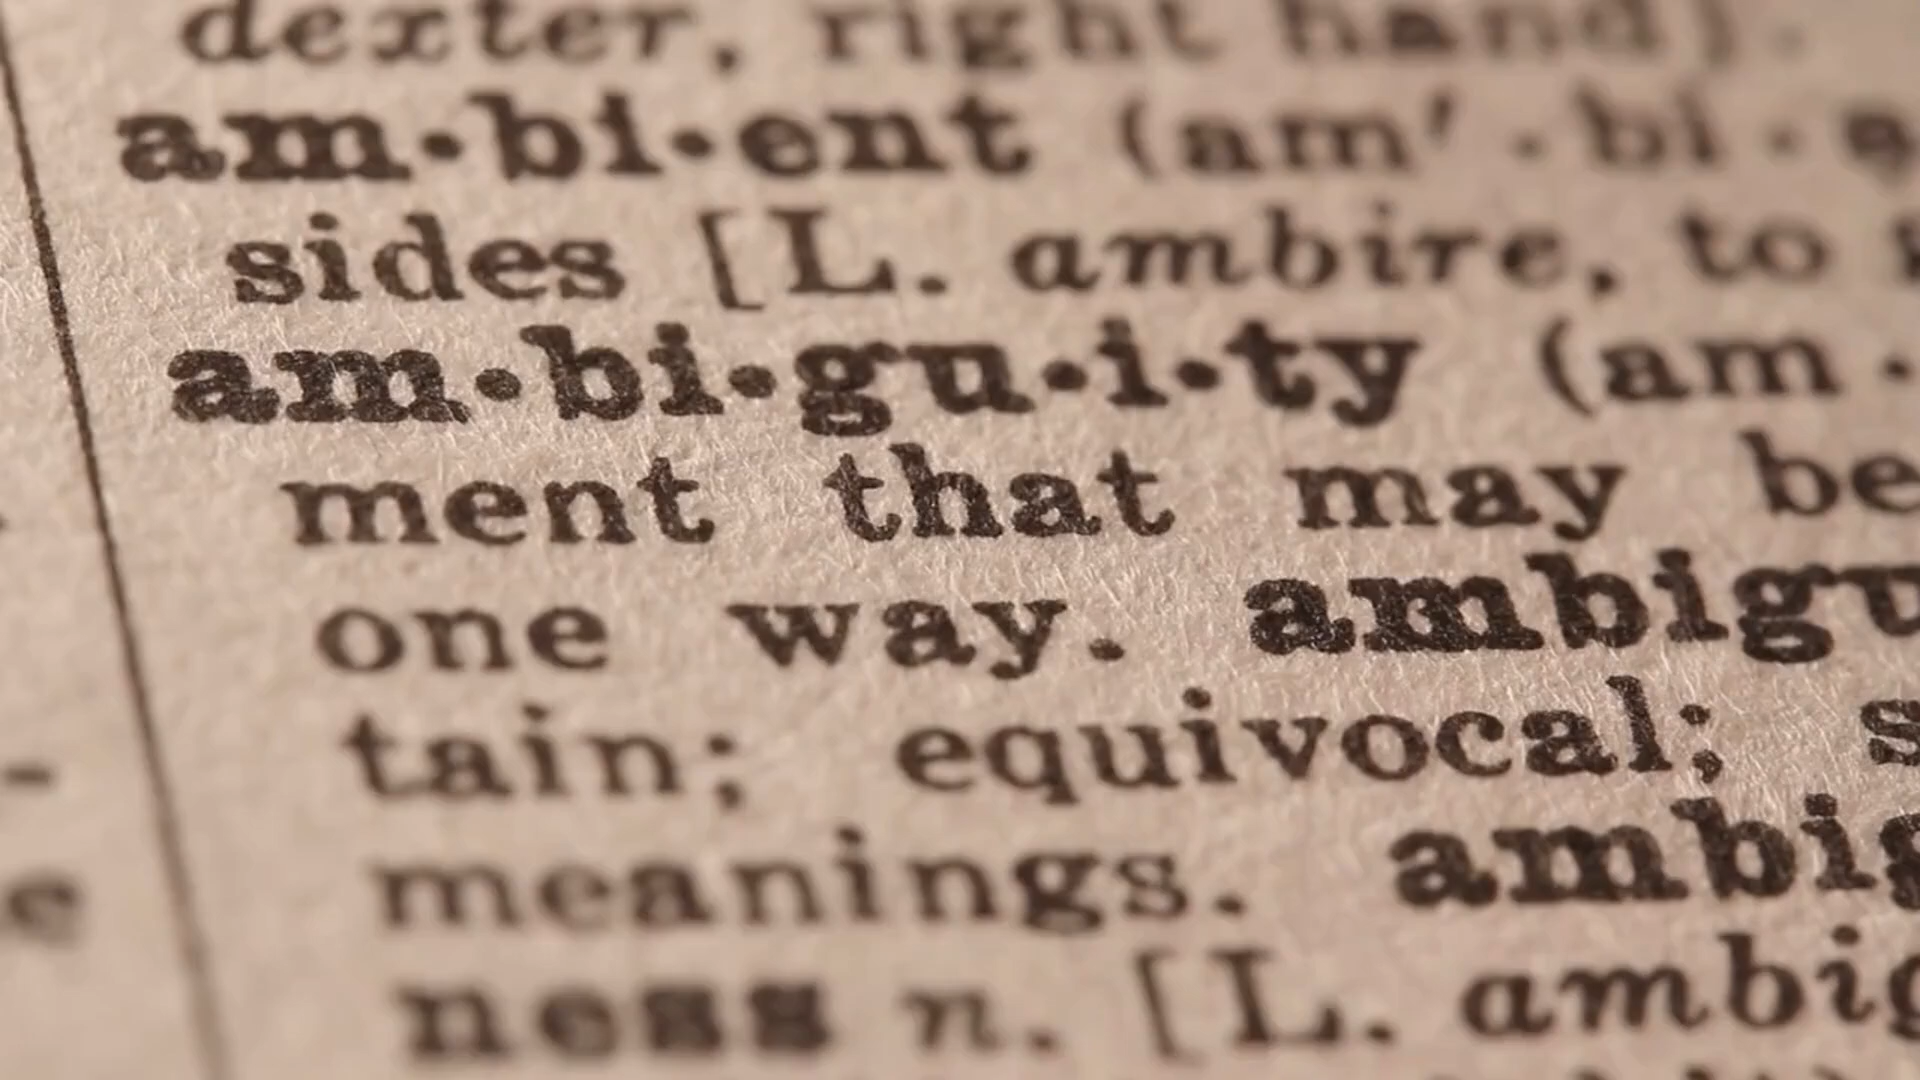 dexter, right hand].
am•bi•ent (am' • bi •
sides [L. ambire, to
am•bi•gu•i•ty (am •
ment that may be
one way. ambigu
tain; equivocal; s
meanings. ambig
ness n. [L. ambig